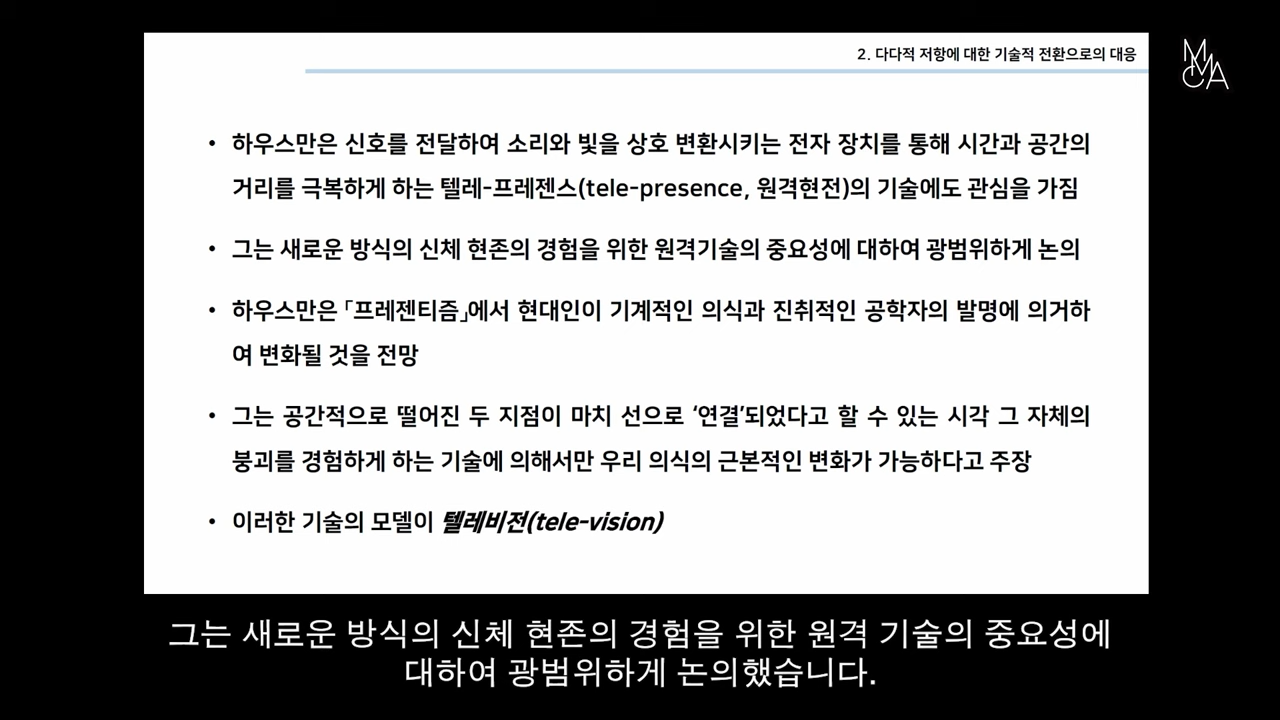 2. 다다적 저항에 대한 기술적 전환으로의 대응
MMCA
• 하우스만은 신호를 전달하여 소리와 빛을 상호 변환시키는 전자 장치를 통해 시간과 공간의
거리를 극복하게 하는 텔레-프레젠스(tele-presence, 원격현전)의 기술에도 관심을 가짐
• 그는 새로운 방식의 신체 현존의 경험을 위한 원격기술의 중요성에 대하여 광범위하게 논의
• 하우스만은 「프레젠티즘」에서 현대인이 기계적인 의식과 진취적인 공학자의 발명에 의거하
여 변화될 것을 전망
• 그는 공간적으로 떨어진 두 지점이 마치 선으로 ‘연결’되었다고 할 수 있는 시각 그 자체의
붕괴를 경험하게 하는 기술에 의해서만 우리 의식의 근본적인 변화가 가능하다고 주장
• 이러한 기술의 모델이 텔레비전(tele-vision)
그는 새로운 방식의 신체 현존의 경험을 위한 원격 기술의 중요성에
대하여 광범위하게 논의했습니다.